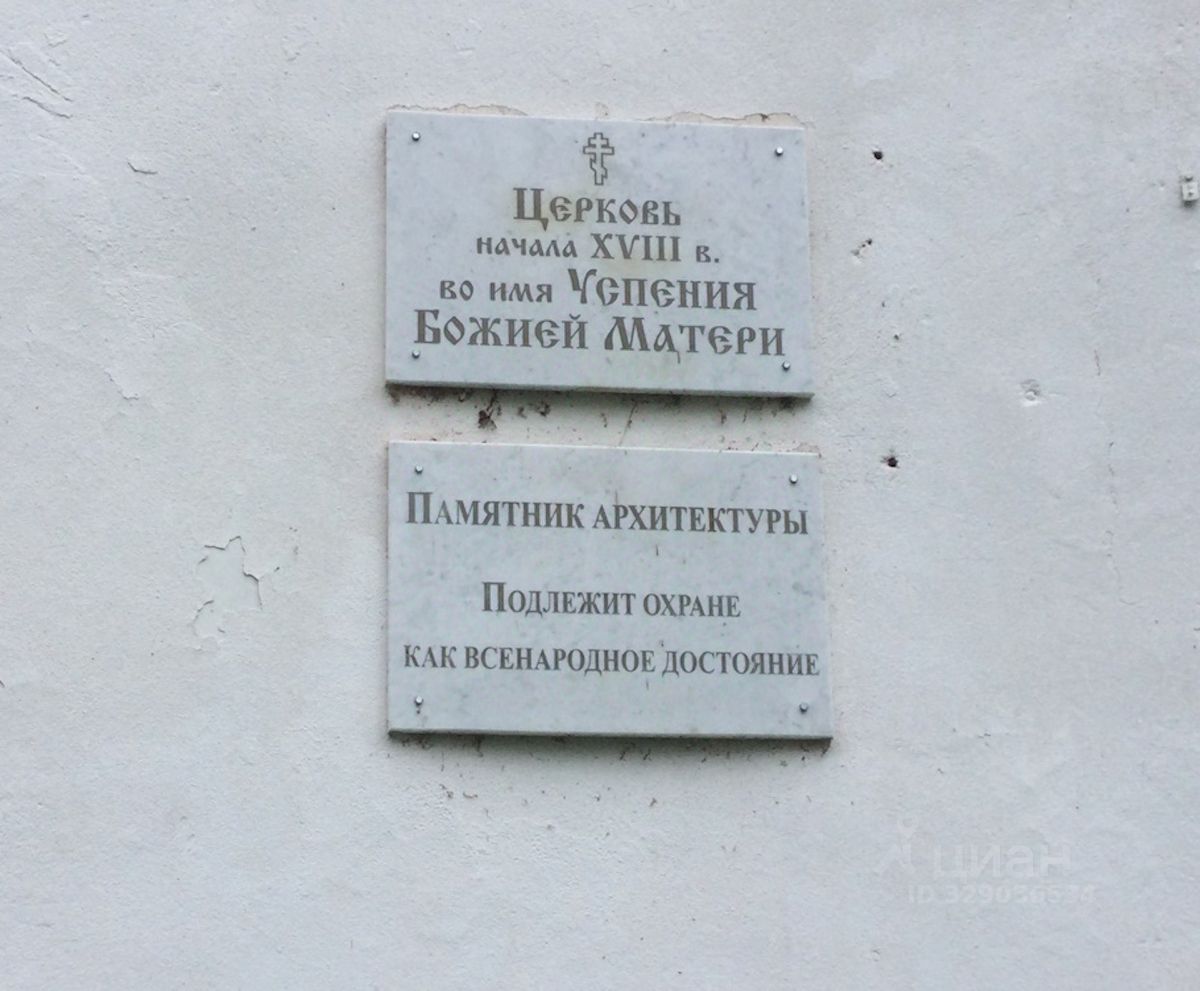 Церковь
начала XVIII в.
во имя Успения
Божией Матери
Памятник архитектуры
Подлежит охране
как всенародное достояние
циан